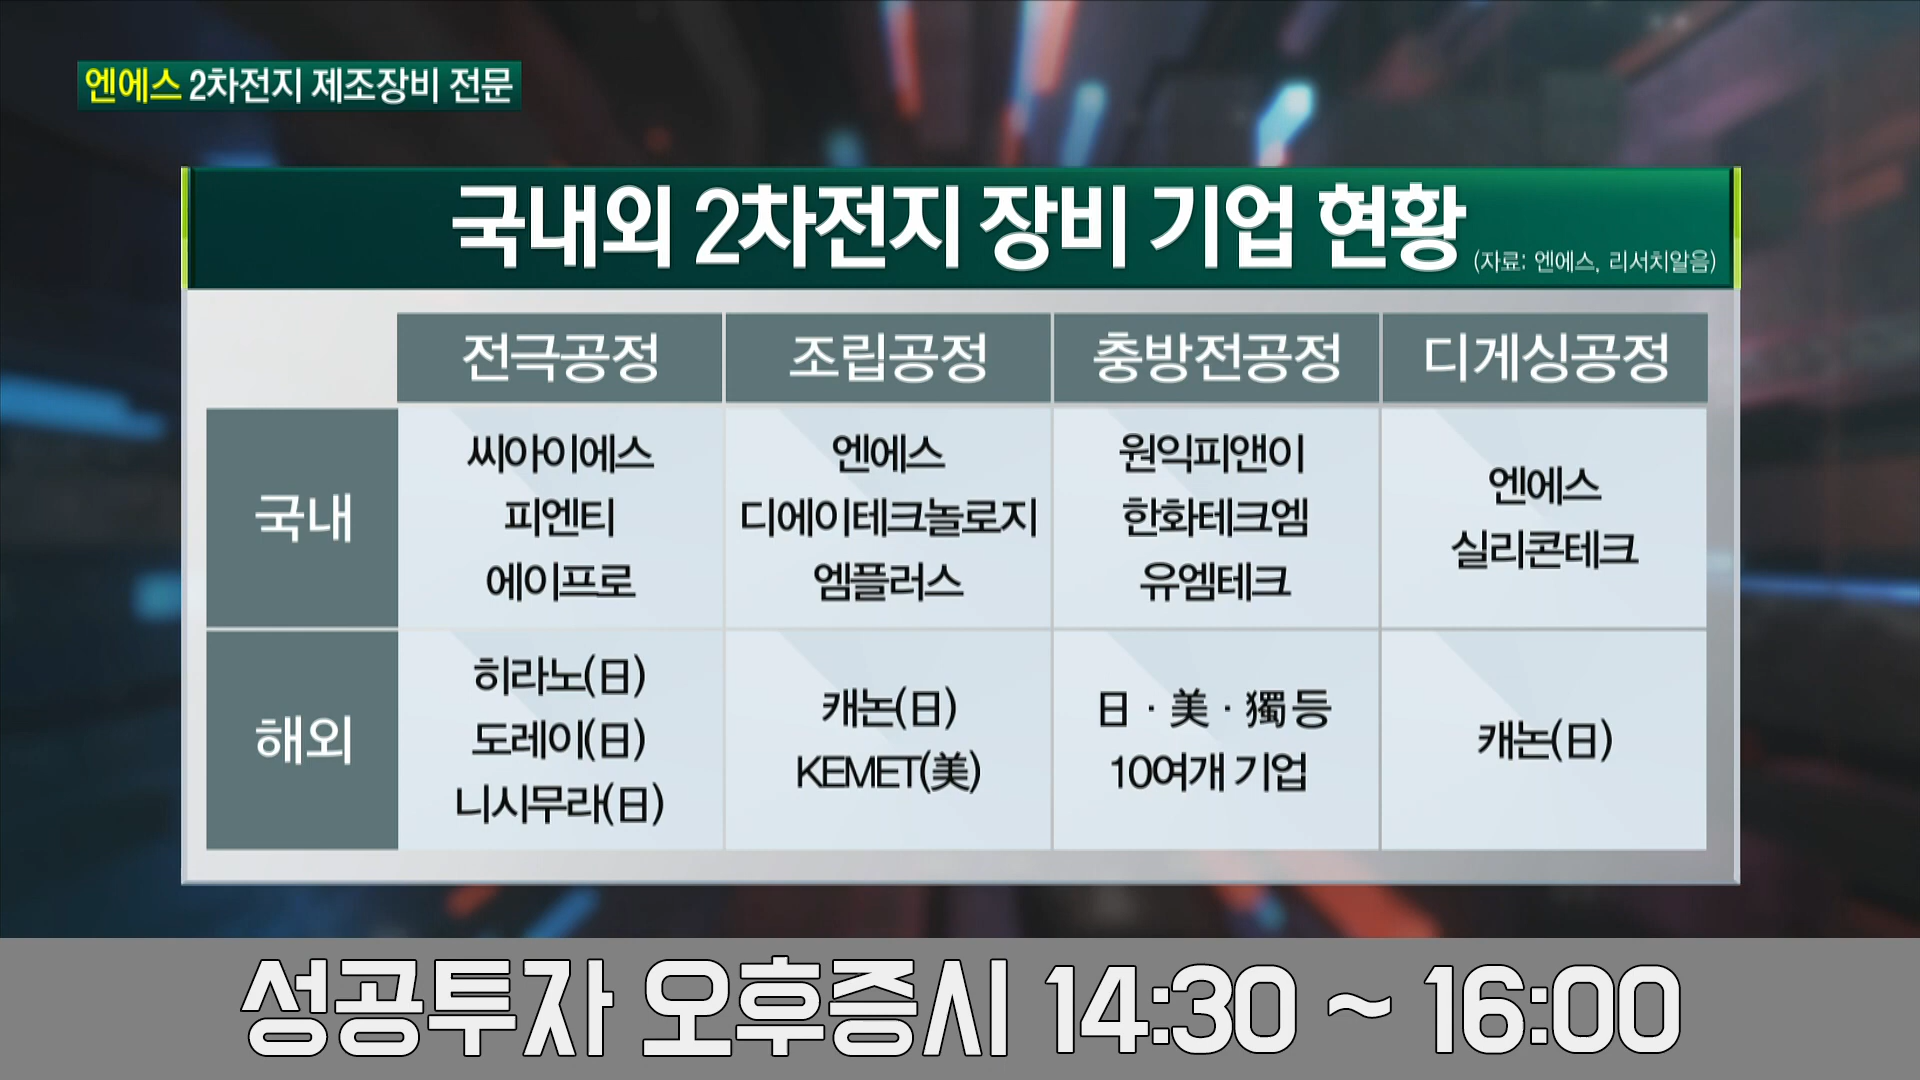 엔에스 2차전지 제조장비 전문
국내외 2차전지 장비 기업 현황
(자료: 엔에스, 리서치알음)
전극공정 조립공정 충방전공정 디게싱공정
국내
씨아이에스
피엔티
에이프로
엔에스
디에이테크놀로지
엠플러스
원익피앤이
한화테크엠
유엠테크
엔에스
실리콘테크
해외
히라노(日)
도레이(日)
니시무라(日)
캐논(日)
KEMET(美)
日·美·獨 등
10여개 기업
캐논(日)
성공투자 오후증시 14:30 ~ 16:00